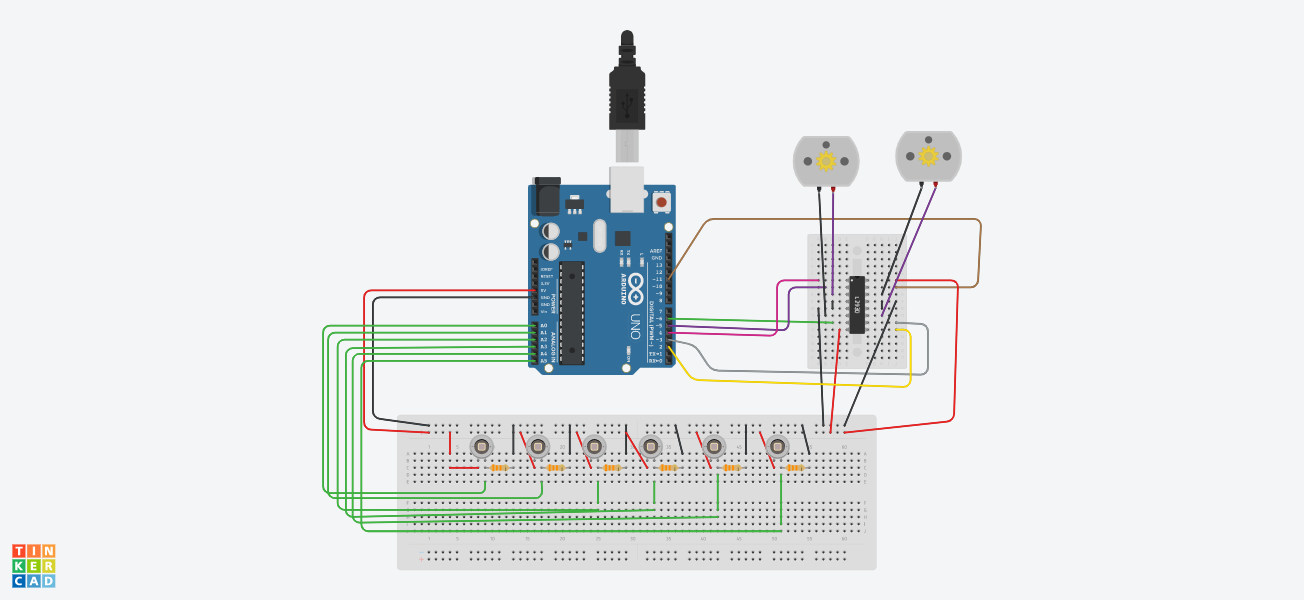 AREF
GND
13
12
~11
~10
~9
8
7
~6
~5
4
~3
2
TX→1
RX←0
IOREF
RESET
3.3V
5V
GND
GND
Vin
A0
A1
A2
A3
A4
A5
POWER
ANALOG IN
DIGITAL (PWM~)
ARDUINO
UNO
L293D
TIN
KER
CAD